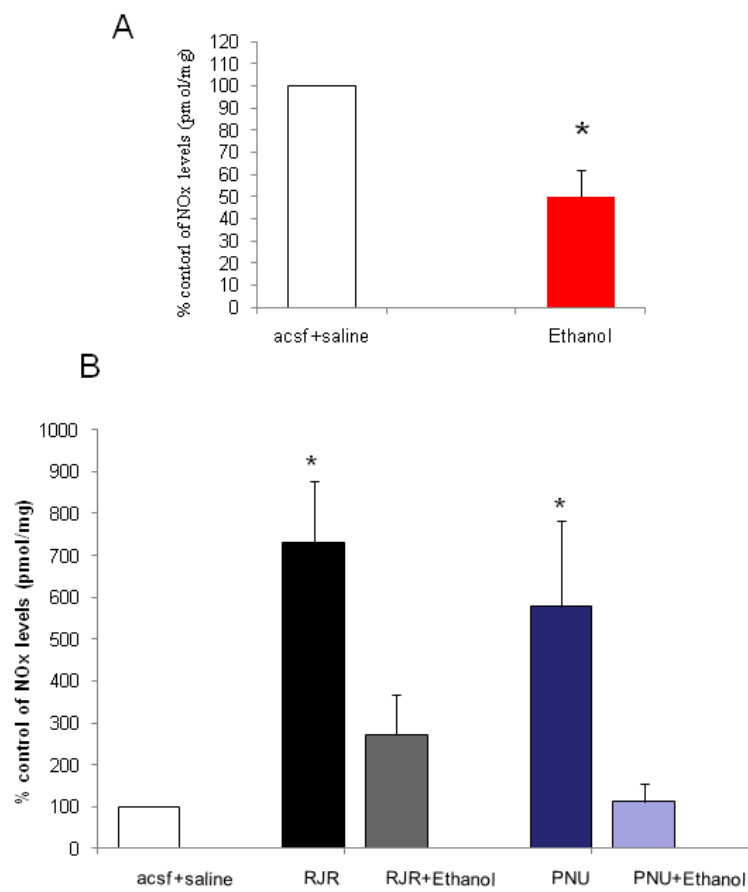 A
% contorl of NOx levels (pmol/mg)
120
110
100
90
80
70
60
50
40
30
20
10
0
*
acsf+saline
Ethanol
B
% control of NOx levels (pmol/mg)
1000
900
800
700
600
500
400
300
200
100
0
*
*
acsf+saline
RJR
RJR+Ethanol
PNU
PNU+Ethanol